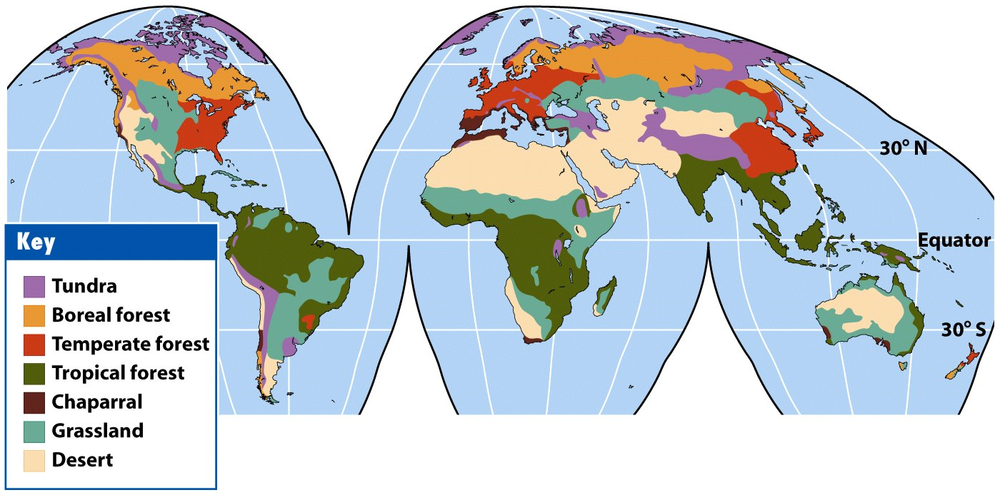 30° N
Equator
30° S
Key
Tundra
Boreal forest
Temperate forest
Tropical forest
Chaparral
Grassland
Desert